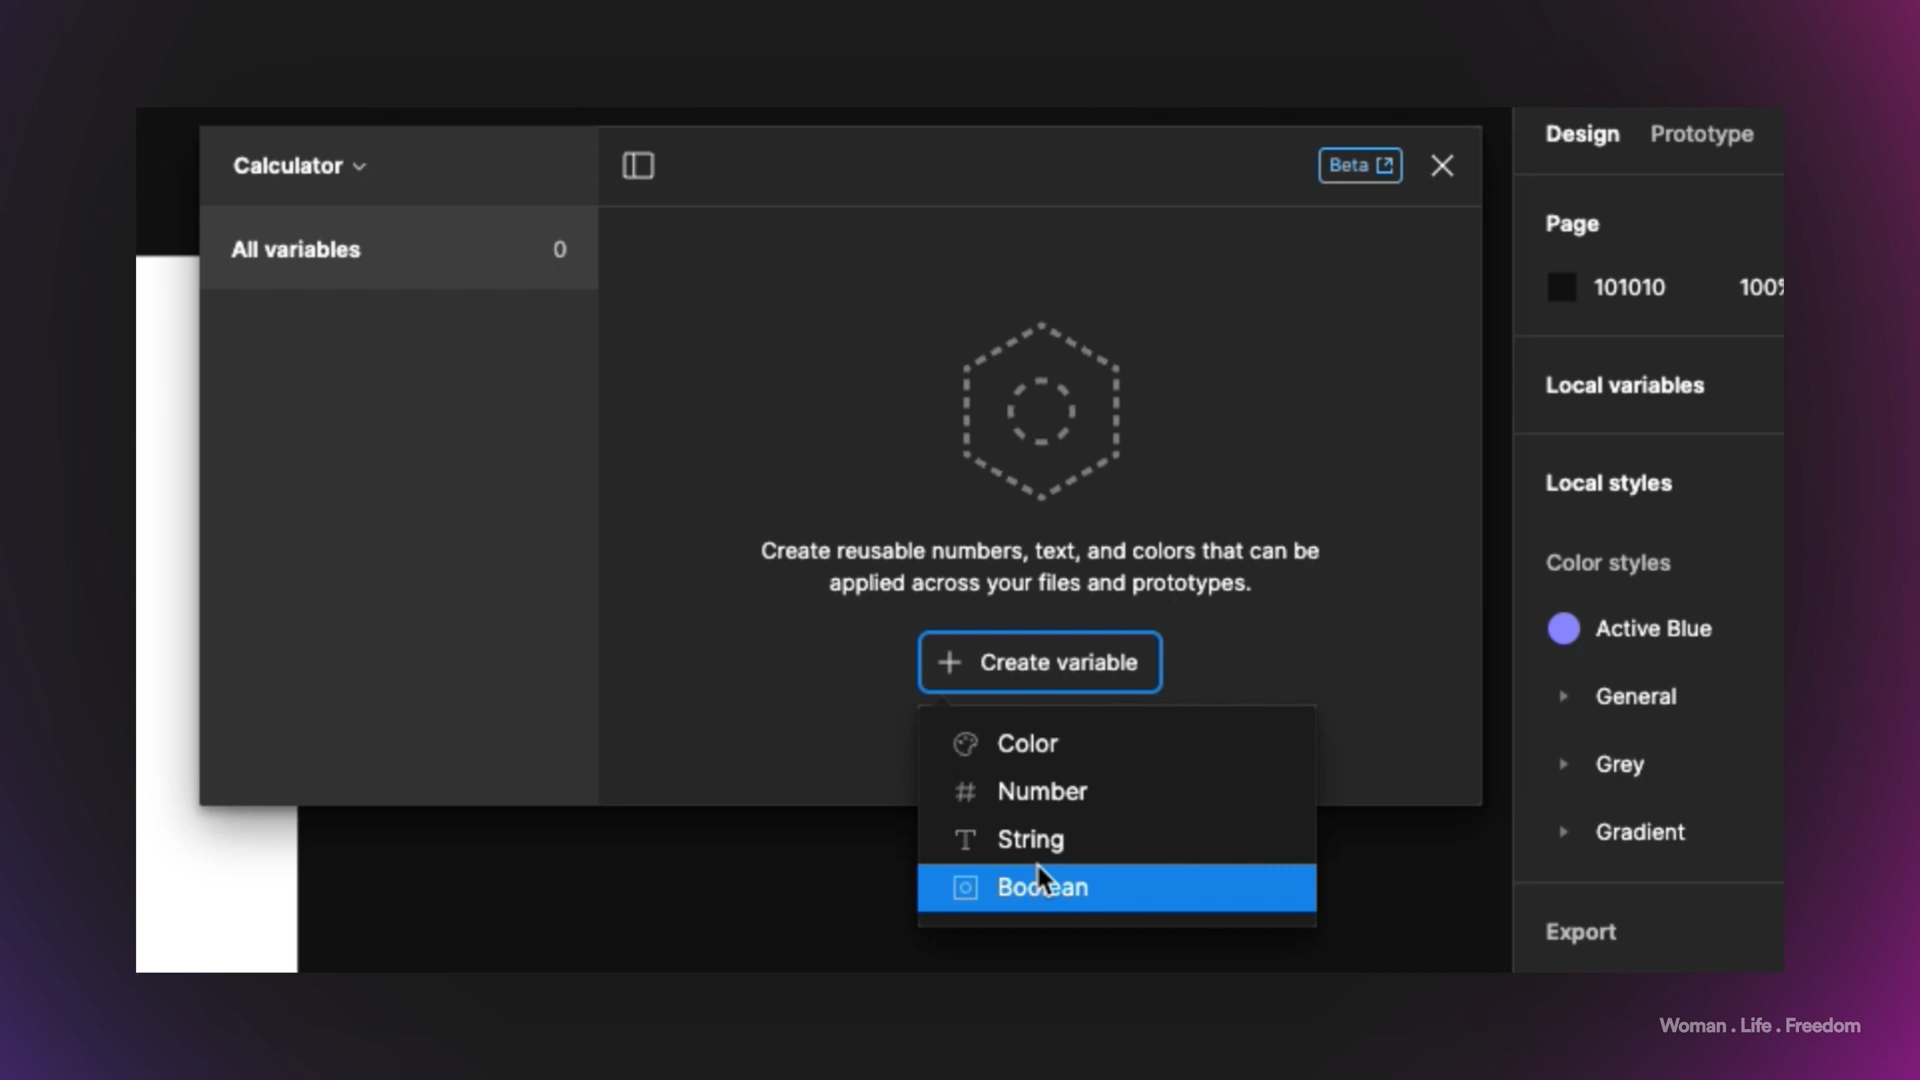 Calculator
Beta
All variables 0
Create reusable numbers, text, and colors that can be
applied across your files and prototypes.
Create variable
Color
Number
String
Boolean
Design Prototype
Page
101010 100%
Local variables
Local styles
Color styles
Active Blue
General
Grey
Gradient
Export
Woman . Life . Freedom